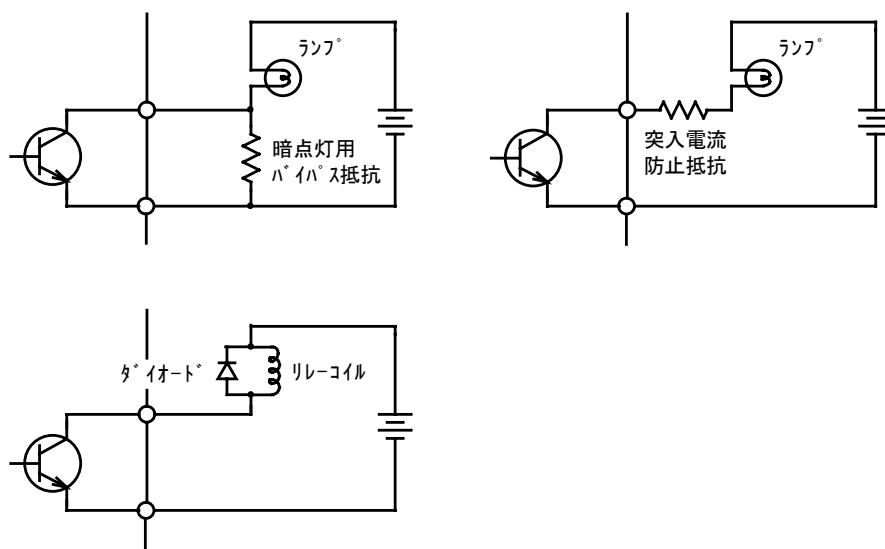 ﾗﾝﾌﾟ
暗点灯用
ﾊﾞｲﾊﾟｽ抵抗
ﾗﾝﾌﾟ
突入電流
防止抵抗
ﾀﾞｲｵｰﾄﾞ
ﾘﾚｰｺｲﾙ